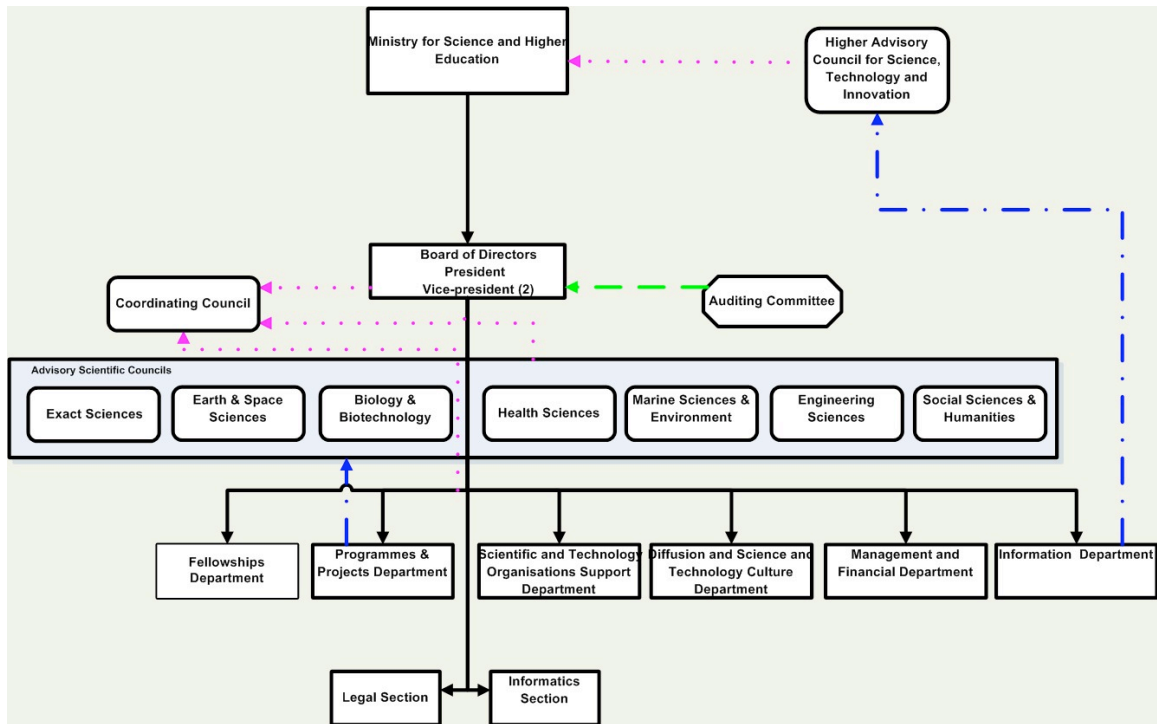 Ministry for Science and Higher
Education
Higher Advisory
Council for Science,
Technology and
Innovation
Board of Directors
President
Vice-president (2)
Coordinating Council
Auditing Committee
Advisory Scientific Councils
Exact Sciences
Earth & Space
Sciences
Biology &
Biotechnology
Health Sciences
Marine Sciences &
Environment
Engineering
Sciences
Social Sciences &
Humanities
Fellowships
Department
Programmes &
Projects Department
Scientific and Technology
Organisations Support
Department
Diffusion and Science and
Technology Culture
Department
Management and
Financial Department
Information Department
Legal Section
Informatics
Section